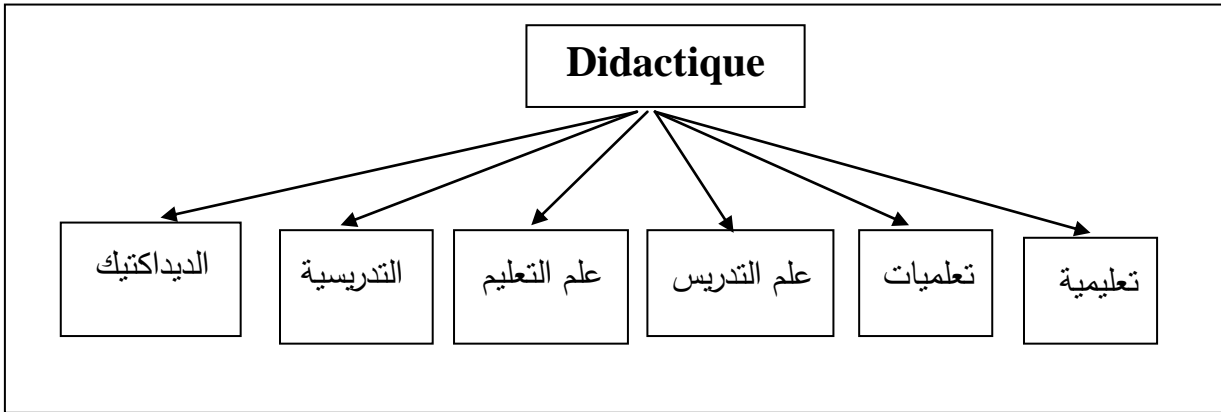 Didactique
تعليمية
تعلميات
علم التدريس
علم التعليم
التدريسية
الديداكتيك